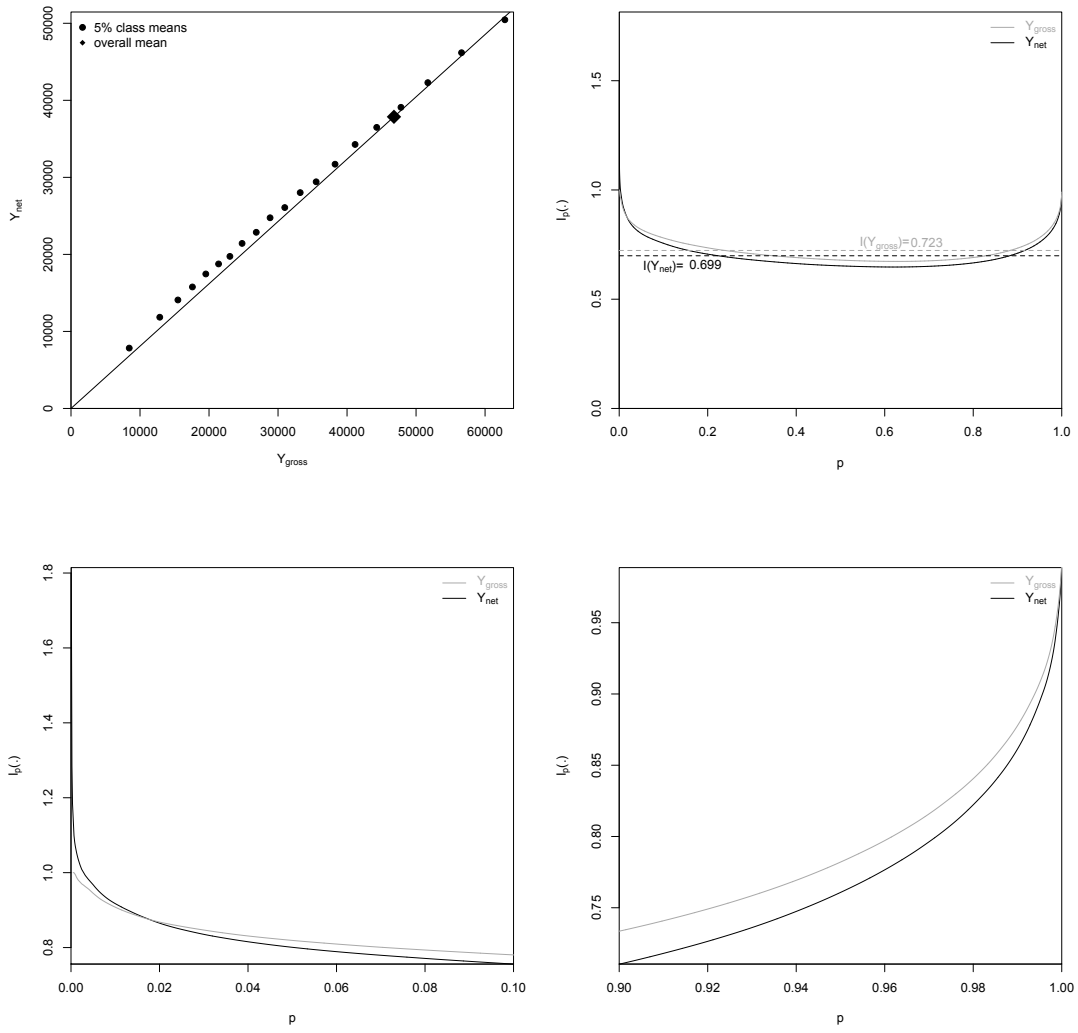 5% class means
overall mean
Y_net
50000
40000
30000
20000
10000
0
0 10000 20000 30000 40000 50000 60000
Y_gross
Y_gross
Y_net
I_p(.)
1.5
1.0
0.5
0.0
I(Y_gross)=0.723
I(Y_net)= 0.699
0.0 0.2 0.4 0.6 0.8 1.0
p
Y_gross
Y_net
I_p(.)
1.8
1.6
1.4
1.2
1.0
0.8
0.00 0.02 0.04 0.06 0.08 0.10
p
Y_gross
Y_net
I_p(.)
0.95
0.90
0.85
0.80
0.75
0.90 0.92 0.94 0.96 0.98 1.00
p